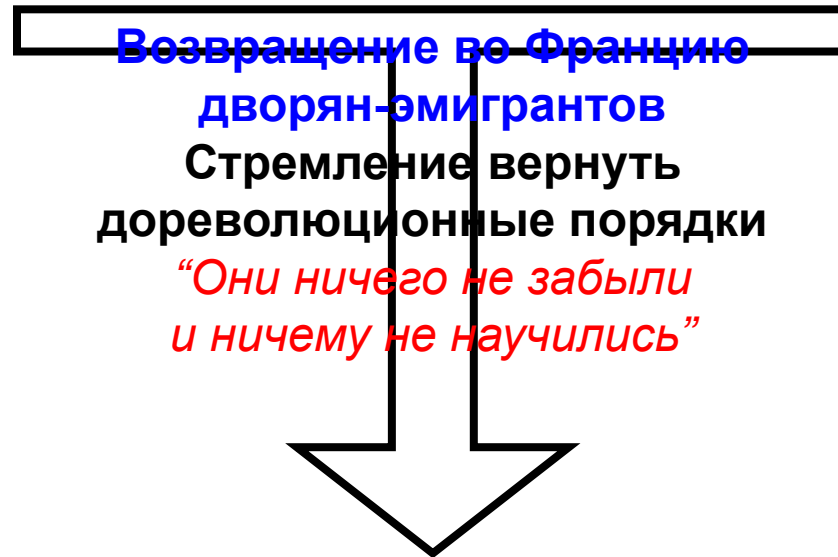 Возвращение во Францию
дворян-эмигрантов
Стремление вернуть
дореволюционные порядки
“Они ничего не забыли
и ничему не научились”